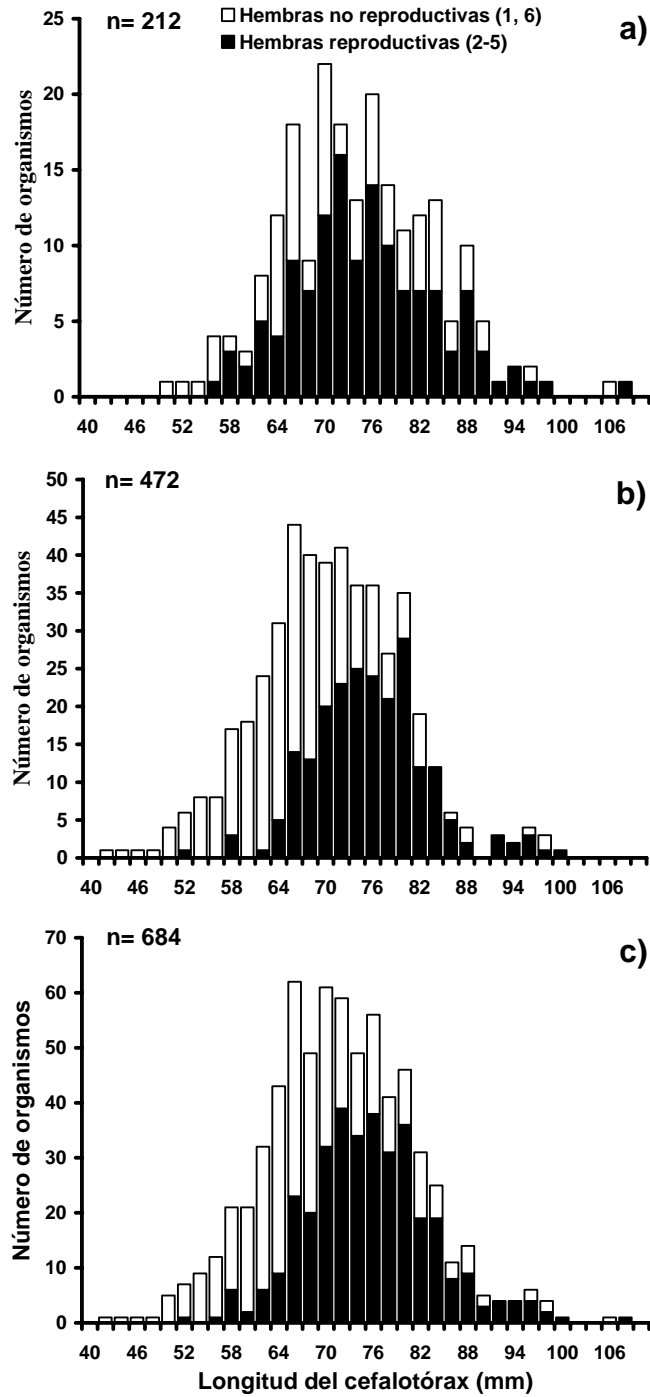 n= 212
Hembras no reproductivas (1, 6)
Hembras reproductivas (2-5)
a)
Número de organismos
25
20
15
10
5
0
40 46 52 58 64 70 76 82 88 94 100 106
n= 472
b)
Número de organismos
50
45
40
35
30
25
20
15
10
5
0
40 46 52 58 64 70 76 82 88 94 100 106
n= 684
c)
Número de organismos
70
60
50
40
30
20
10
0
40 46 52 58 64 70 76 82 88 94 100 106
Longitud del cefalotórax (mm)